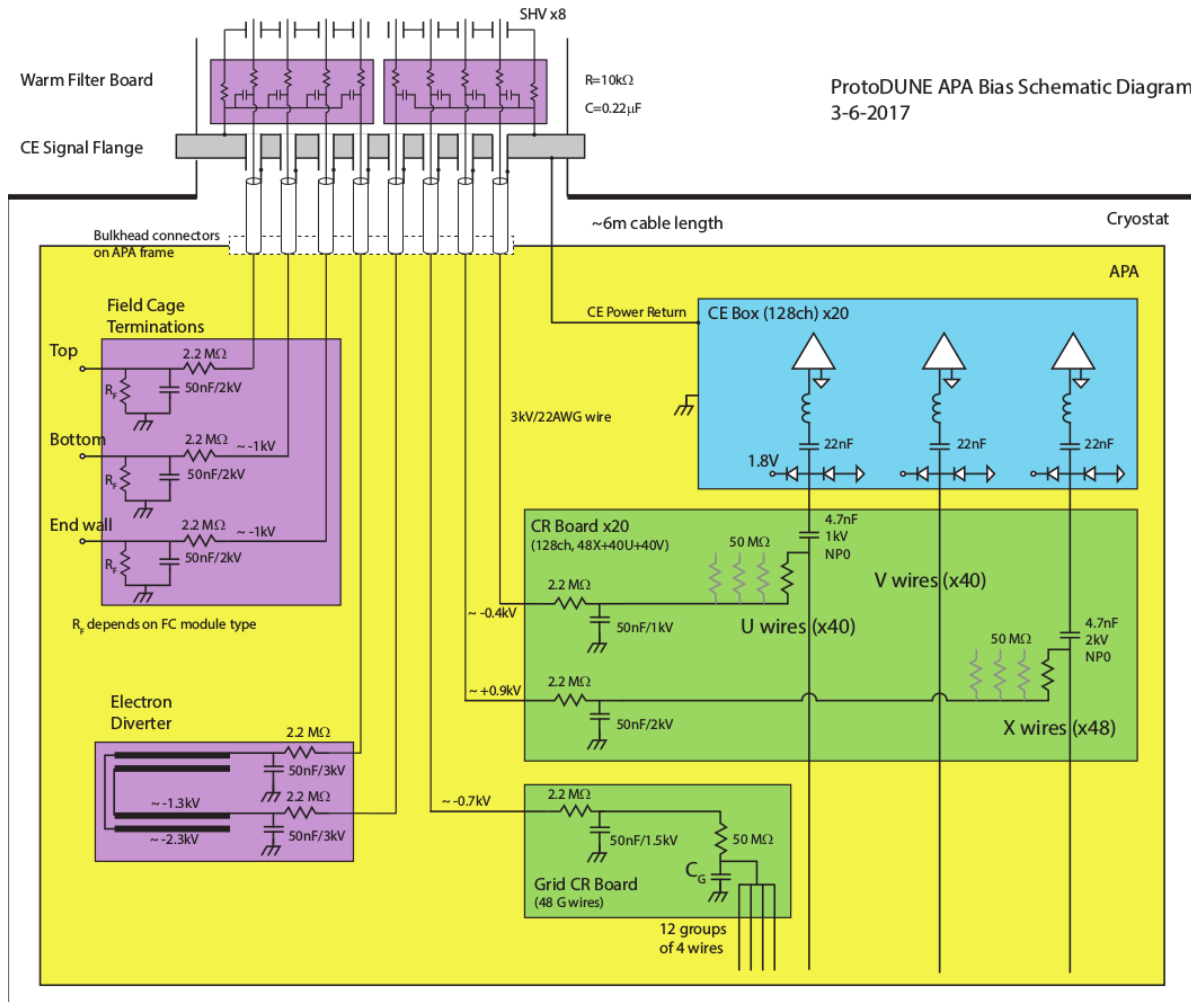 SHV x8
Warm Filter Board
R=10kΩ
C=0.22μF
ProtoDUNE APA Bias Schematic Diagram
3-6-2017
CE Signal Flange
~6m cable length
Cryostat
Bulkhead connectors
on APA frame
APA
Field Cage
Terminations
CE Power Return
CE Box (128ch) x20
Top
2.2 MΩ
R_F
50nF/2kV
3kV/22AWG wire
Bottom
2.2 MΩ
~ -1kV
R_F
50nF/2kV
22nF
22nF
22nF
1.8V
End wall
2.2 MΩ
~ -1kV
R_F
50nF/2kV
R_F depends on FC module type
CR Board x20
(128ch, 48X+40U+40V)
50 MΩ
4.7nF
1kV
NP0
2.2 MΩ
V wires (x40)
~ -0.4kV
50nF/1kV
U wires (x40)
4.7nF
2kV
NP0
50 MΩ
2.2 MΩ
~ +0.9kV
50nF/2kV
X wires (x48)
Electron
Diverter
2.2 MΩ
50nF/3kV
2.2 MΩ
~ -1.3kV
50nF/3kV
~ -2.3kV
~ -0.7kV
2.2 MΩ
50nF/1.5kV
50 MΩ
C_G
Grid CR Board
(48 G wires)
12 groups
of 4 wires